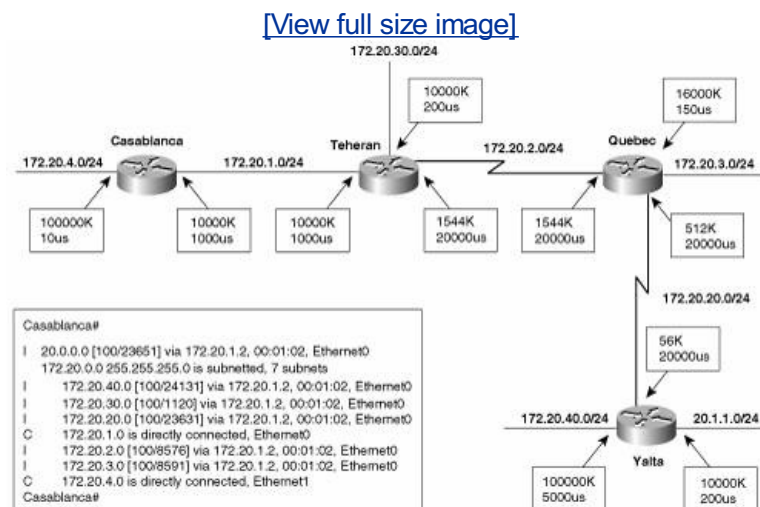 [View full size image]
172.20.30.0/24
10000K
200us
16000K
150us
Casablanca
Teheran
Quebec
172.20.4.0/24
172.20.1.0/24
172.20.2.0/24
172.20.3.0/24
100000K
10us
10000K
1000us
10000K
1000us
1544K
20000us
1544K
20000us
512K
20000us
172.20.20.0/24
Casablanca#
I 20.0.0.0 [100/23651] via 172.20.1.2, 00:01:02, Ethernet0
172.20.0.0 255.255.255.0 is subnetted, 7 subnets
I 172.20.40.0 [100/24131] via 172.20.1.2, 00:01:02, Ethernet0
I 172.20.30.0 [100/1120] via 172.20.1.2, 00:01:02, Ethernet0
I 172.20.20.0 [100/23631] via 172.20.1.2, 00:01:02, Ethernet0
C 172.20.1.0 is directly connected, Ethernet0
I 172.20.2.0 [100/8576] via 172.20.1.2, 00:01:02, Ethernet0
I 172.20.3.0 [100/8591] via 172.20.1.2, 00:01:02, Ethernet0
C 172.20.4.0 is directly connected, Ethernet1
Casablanca#
56K
20000us
172.20.40.0/24
20.1.1.0/24
Yalta
100000K
5000us
10000K
200us